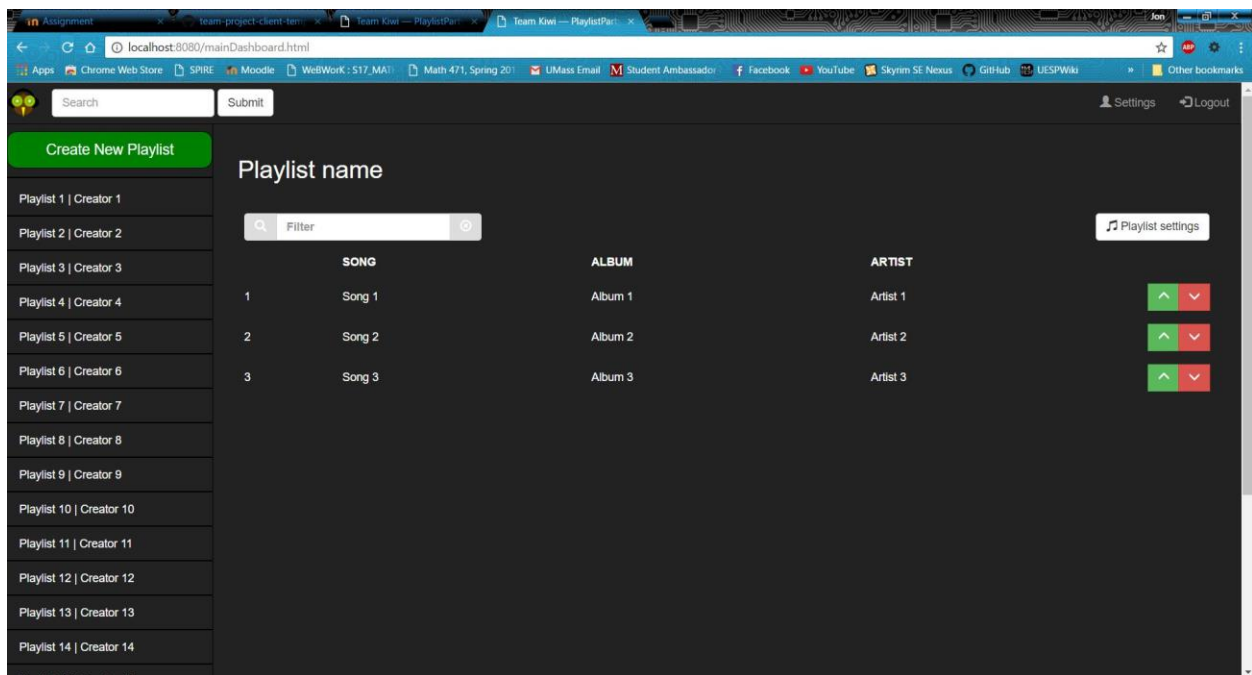 in Assignment team-project-client-tem Team Kiwi — PlaylistPart Team Kiwi — PlaylistPart Jon
localhost:8080/mainDashboard.html ABP
Apps Chrome Web Store SPIRE Moodle WeBWorK : S17_MAT Math 471, Spring 201 UMass Email Student Ambassador Facebook YouTube Skyrim SE Nexus GitHub UESPWiki » Other bookmarks
Search Submit Settings Logout
Create New Playlist
Playlist name
Playlist 1 | Creator 1
Filter Playlist settings
Playlist 2 | Creator 2
SONG ALBUM ARTIST
Playlist 3 | Creator 3
1 Song 1 Album 1 Artist 1
Playlist 4 | Creator 4
2 Song 2 Album 2 Artist 2
Playlist 5 | Creator 5
3 Song 3 Album 3 Artist 3
Playlist 6 | Creator 6
Playlist 7 | Creator 7
Playlist 8 | Creator 8
Playlist 9 | Creator 9
Playlist 10 | Creator 10
Playlist 11 | Creator 11
Playlist 12 | Creator 12
Playlist 13 | Creator 13
Playlist 14 | Creator 14